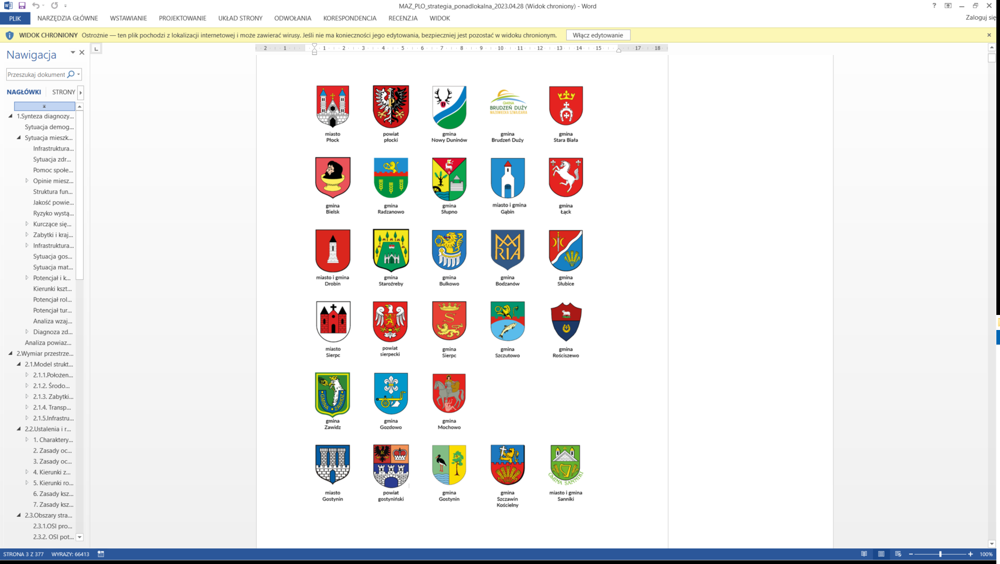 MAZ_PLO_strategia_ponadlokalna_2023.04.28 (Widok chroniony) - Word
Zaloguj się
PLIK NARZĘDZIA GŁÓWNE WSTAWIANIE PROJEKTOWANIE UKŁAD STRONY ODWOŁANIA KORESPONDENCJA RECENZJA WIDOK
WIDOK CHRONIONY Ostrożnie — ten plik pochodzi z lokalizacji internetowej i może zawierać wirusy. Jeśli nie ma konieczności jego edytowania, bezpieczniej jest pozostać w widoku chronionym. Włącz edytowanie
Nawigacja
Przeszukaj dokument
NAGŁÓWKI STRONY
1.Synteza diagnozy...
Sytuacja demog...
Sytuacja mieszk...
Infrastruktura...
Sytuacja zdr...
Pomoc społe...
Opinie miesz...
Struktura fun...
Jakość powie...
Ryzyko wystą...
Kurczące się...
Zabytki i kraj...
Infrastruktura...
Sytuacja gos...
Sytuacja mat...
Potencjał i k...
Kierunki kszt...
Potencjał rol...
Potencjał tur...
Analiza wzaj...
Diagnoza zd...
Analiza powiaz...
2.Wymiar przestrze...
2.1.Model strukt...
2.1.1.Położen...
2.1.2. Środo...
2.1.3. Zabytki...
2.1.4. Transp...
2.1.5.Infrastru...
2.2.Ustalenia i r...
1. Charaktery...
2. Zasady oc...
3. Zasady oc...
4. Kierunki z...
5. Kierunki ro...
6. Zasady ksz...
7. Zasady ksz...
2.3.Obszary stra...
2.3.1.OSI pro...
2.3.2. OSI pot...
2 1 1 2 3 4 5 6 7 8 9 10 11 12 13 14 15 17 18
GMINA
BRUDZEŃ DUŻY
MAZOWIECKA SZWAJCARIA
miasto
Płock
powiat
płocki
gmina
Nowy Duninów
gmina
Brudzeń Duży
gmina
Stara Biała
gmina
Bielsk
gmina
Radzanowo
gmina
Słupno
miasto i gmina
Gąbin
gmina
Łąck
MARIA
miasto i gmina
Drobin
gmina
Staroźreby
gmina
Bulkowo
gmina
Bodzanów
gmina
Słubice
S
miasto
Sierpc
powiat
sierpecki
gmina
Sierpc
gmina
Szczutowo
gmina
Rościszewo
GMINA ZAWIDZ
gmina
Zawidz
gmina
Gozdowo
gmina
Mochowo
GMINA SANNIKI
miasto
Gostynin
powiat
gostyniński
gmina
Gostynin
gmina
Szczawin
Kościelny
miasto i gmina
Sanniki
STRONA 3 Z 377 WYRAZY: 66413 100%